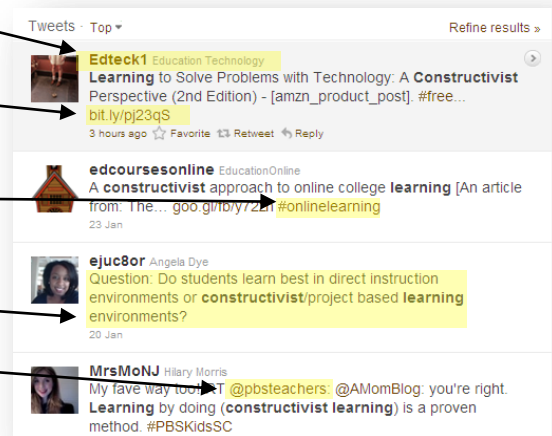 Tweets · Top
Refine results »
Edteck1 Education Technology
Learning to Solve Problems with Technology: A Constructivist
Perspective (2nd Edition) - [amzn_product_post]. #free...
bit.ly/pj23qS
3 hours ago Favorite Retweet Reply
edcoursesonline EducationOnline
A constructivist approach to online college learning [An article
from: The... #onlinelearning
23 Jan
ejuc8or Angela Dye
Question: Do students learn best in direct instruction
environments or constructivist/project based learning
environments?
20 Jan
MrsMoNJ Hilary Morris
My fave way too! RT @pbsteachers: @AMomBlog: you're right.
Learning by doing (constructivist learning) is a proven
method. #PBSKidsSC